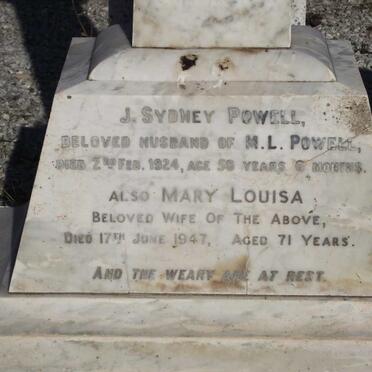 J. SYDNEY POWELL,
BELOVED HUSBAND OF M.L. POWELL,
DIED 2ND FEB. 1924, AGE 58 YEARS 6 MONTHS.
ALSO MARY LOUISA
BELOVED WIFE OF THE ABOVE,
DIED 17TH JUNE 1947, AGED 71 YEARS.
AND THE WEARY ARE AT REST.